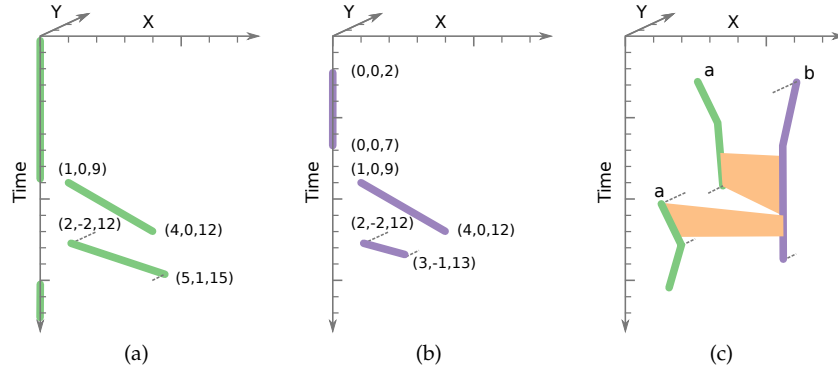 Y
X
Time
(1,0,9)
(4,0,12)
(2,-2,12)
(5,1,15)
(a)
Y
X
Time
(0,0,2)
(0,0,7)
(1,0,9)
(4,0,12)
(2,-2,12)
(3,-1,13)
(b)
Y
X
Time
a
b
a
(c)